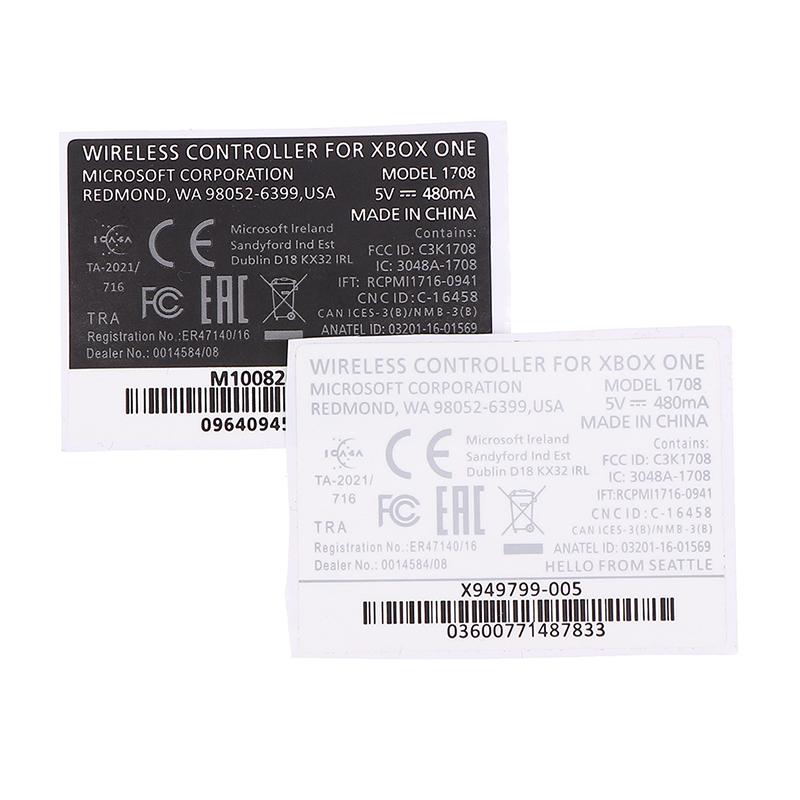 WIRELESS CONTROLLER FOR XBOX ONE
MICROSOFT CORPORATION MODEL 1708
REDMOND, WA 98052-6399,USA 5V ⎓ 480mA
MADE IN CHINA
ICASA
TA-2021/
716
TRA
CE
Microsoft Ireland
Sandyford Ind Est
Dublin D18 KX32 IRL
FC EAC
Contains:
FCC ID: C3K1708
IC: 3048A-1708
IFT: RCPMI1716-0941
CNC ID: C-16458
CAN ICES-3(B)/NMB-3(B)
Registration No.:ER47140/16 ANATEL ID: 03201-16-01569
Dealer No.: 0014584/08
M10082
0964094
WIRELESS CONTROLLER FOR XBOX ONE
MICROSOFT CORPORATION MODEL 1708
REDMOND, WA 98052-6399,USA 5V ⎓ 480mA
MADE IN CHINA
ICASA
TA-2021/
716
TRA
CE
Microsoft Ireland
Sandyford Ind Est
Dublin D18 KX32 IRL
FC EAC
Contains:
FCC ID: C3K1708
IC: 3048A-1708
IFT:RCPMI1716-0941
CNC ID: C-16458
CAN ICES-3(B)/NMB-3(B)
Registration No.:ER47140/16 ANATEL ID: 03201-16-01569
Dealer No.: 0014584/08 HELLO FROM SEATTLE
X949799-005
03600771487833